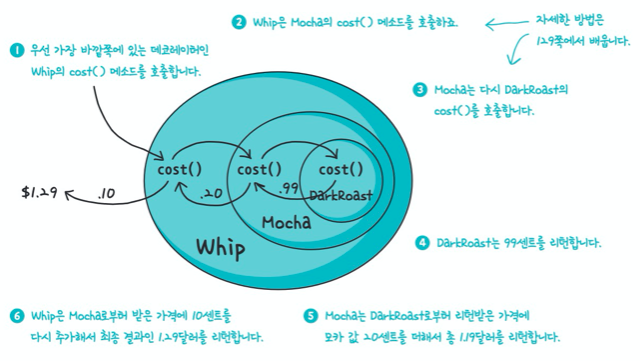 ❶ 우선 가장 바깥쪽에 있는 데코레이터인
Whip의 cost() 메소드를 호출합니다.
❷ Whip은 Mocha의 cost() 메소드를 호출하죠.
자세한 방법은
129쪽에서 배웁니다.
❸ Mocha는 다시 DarkRoast의
cost()를 호출합니다.
cost()
cost()
cost()
$1.29
.10
.20
.99
DarkRoast
Mocha
Whip
❹ DarkRoast는 99센트를 리턴합니다.
❻ Whip은 Mocha로부터 받은 가격에 10센트를
다시 추가해서 최종 결과인 1.29달러를 리턴합니다.
❺ Mocha는 DarkRoast로부터 리턴받은 가격에
모카 값 20센트를 더해서 총 1.19달러를 리턴합니다.